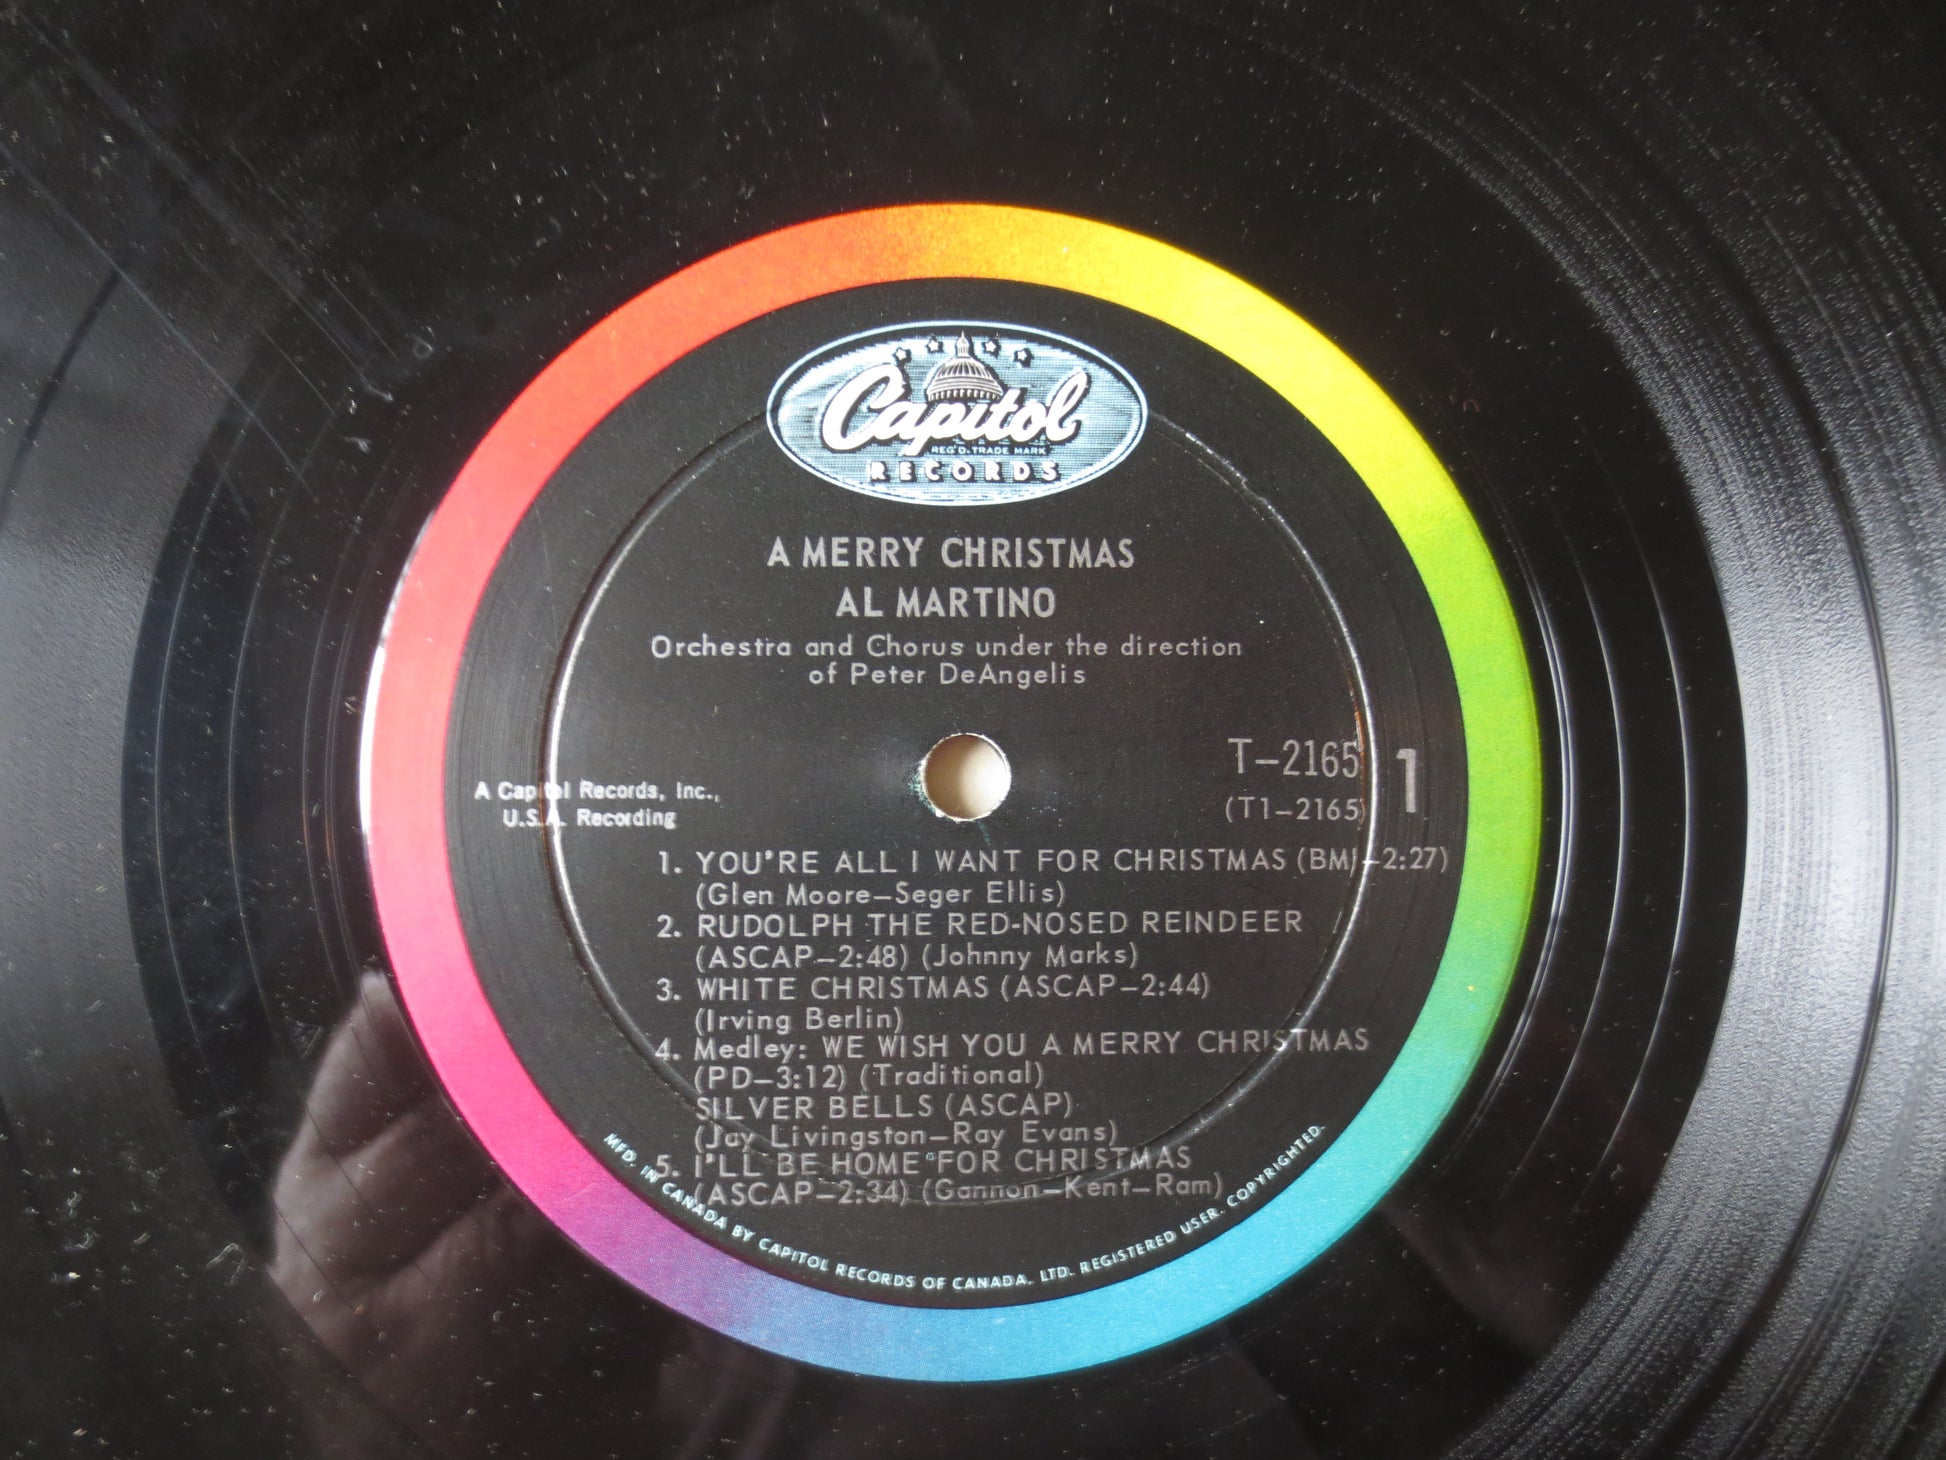 Capitol
REG'D. TRADE MARK
RECORDS
A MERRY CHRISTMAS
AL MARTINO
Orchestra and Chorus under the direction
of Peter DeAngelis
T-2165
1
(T1-2165)
A Capitol Records, Inc.,
U.S.A. Recording
1. YOU'RE ALL I WANT FOR CHRISTMAS (BMI-2:27)
(Glen Moore-Seger Ellis)
2. RUDOLPH THE RED-NOSED REINDEER
(ASCAP-2:48) (Johnny Marks)
3. WHITE CHRISTMAS (ASCAP-2:44)
(Irving Berlin)
4. Medley: WE WISH YOU A MERRY CHRISTMAS
(PD-3:12) (Traditional)
SILVER BELLS (ASCAP)
(Jay Livingston-Ray Evans)
5. I'LL BE HOME FOR CHRISTMAS
(ASCAP-2:34) (Gannon-Kent-Ram)
MFD. IN CANADA BY CAPITOL RECORDS OF CANADA, LTD. REGISTERED USER. COPYRIGHTED.